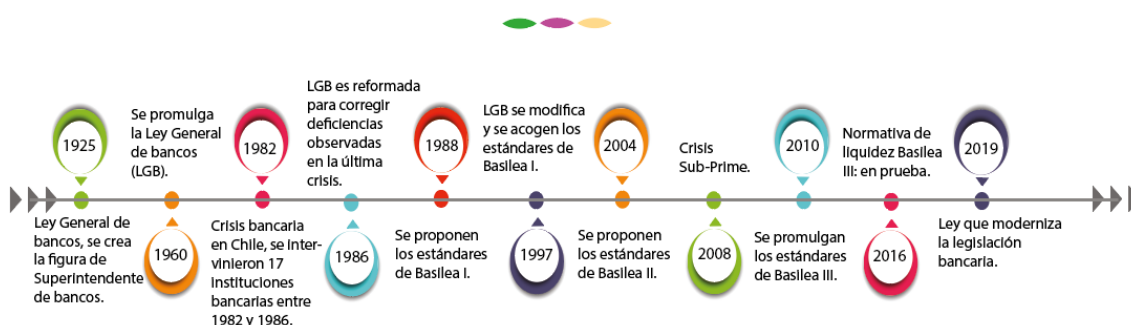 1925
Ley General de
bancos, se crea
la figura de
Superintendente
de bancos.
Se promulga
la Ley General
de bancos
(LGB).
1960
1982
Crisis bancaria
en Chile, se inter-
vinieron 17
instituciones
bancarias entre
1982 y 1986.
LGB es reformada
para corregir
deficiencias
observadas
en la última
crisis.
1986
1988
Se proponen
los estándares
de Basilea I.
LGB se modifica
y se acogen los
estándares de
Basilea I.
1997
2004
Se proponen
los estándares
de Basilea II.
Crisis
Sub-Prime.
2008
2010
Se promulgan
los estándares
de Basilea III.
Normativa de
liquidez Basilea
III: en prueba.
2016
2019
Ley que moderniza
la legislación
bancaria.